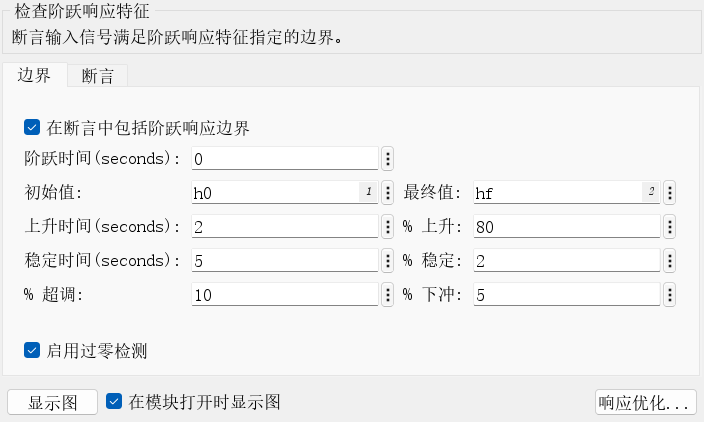 检查阶跃响应特征
断言输入信号满足阶跃响应特征指定的边界。
边界 断言
在断言中包括阶跃响应边界
阶跃时间(seconds): 0
初始值: h0 1 最终值: hf 2
上升时间(seconds): 2 % 上升: 80
稳定时间(seconds): 5 % 稳定: 2
% 超调: 10 % 下冲: 5
启用过零检测
显示图 在模块打开时显示图 响应优化...